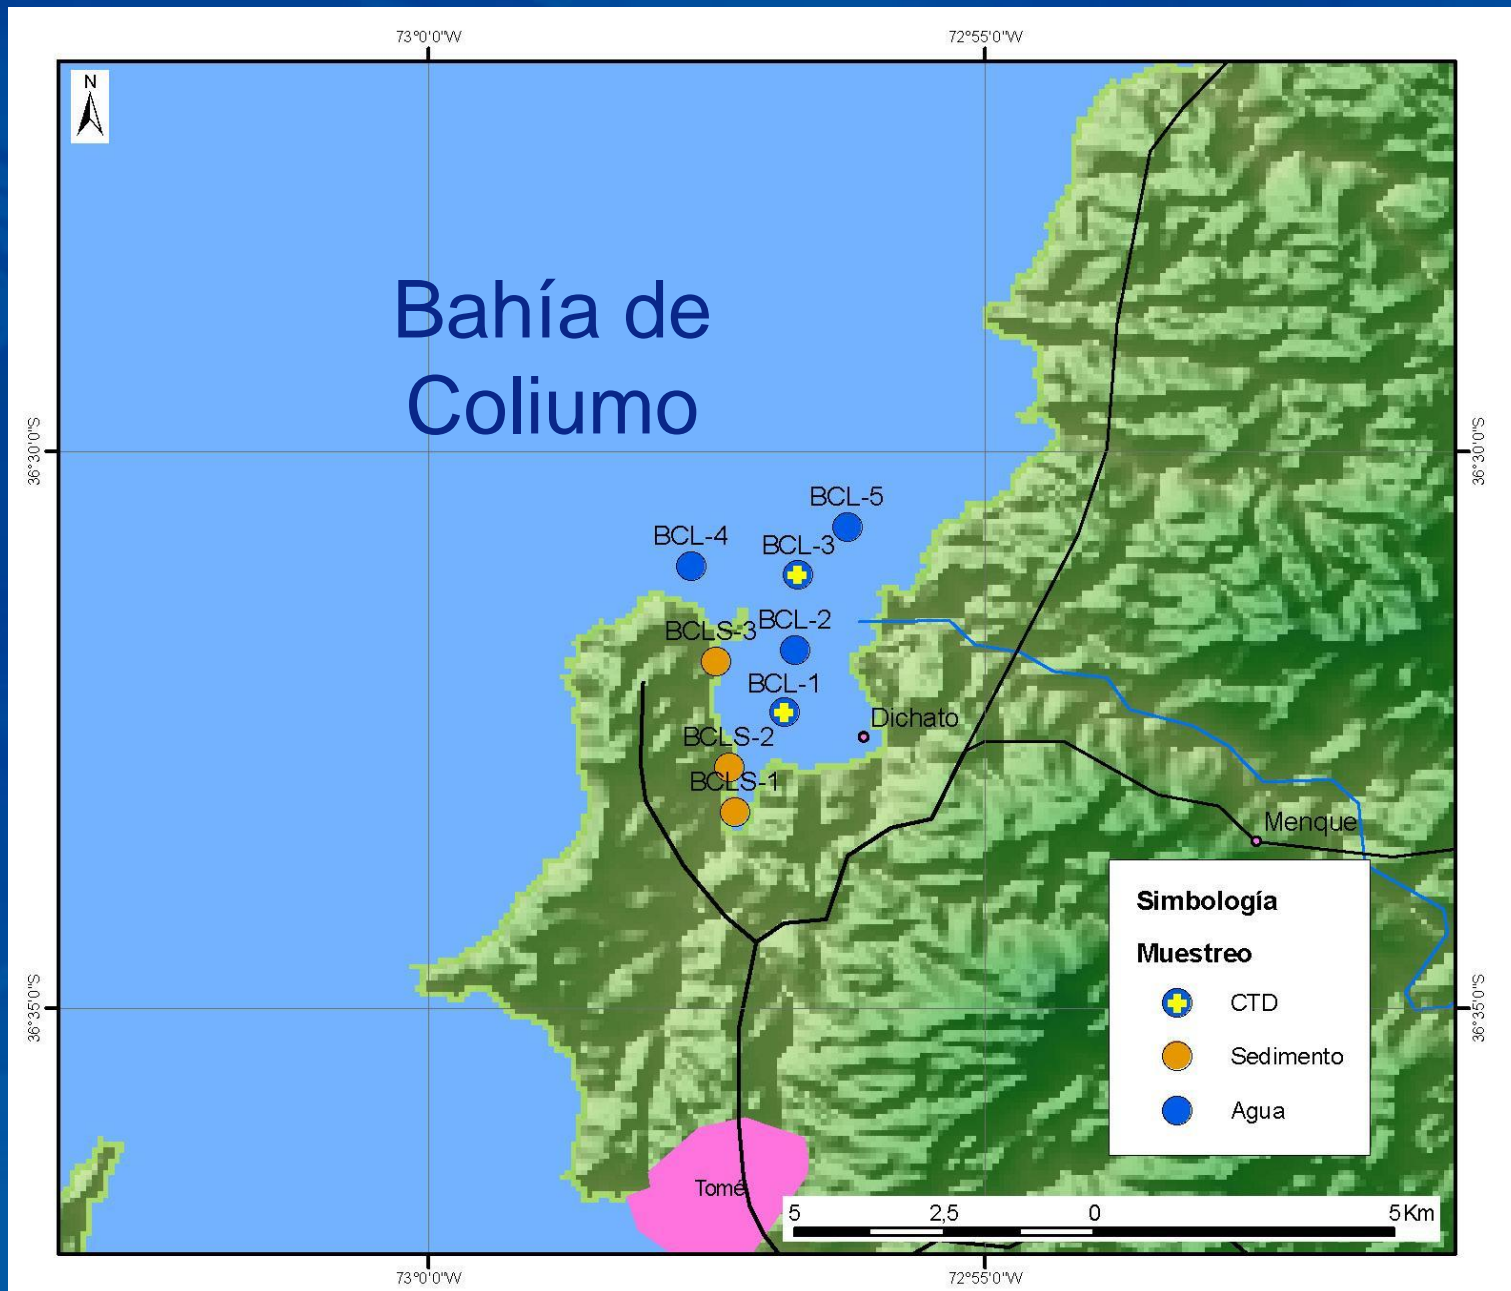 73°0'0"W
72°55'0"W
N
Bahía de
Coliumo
36°30'0"S
36°30'0"S
BCL-5
BCL-4
BCL-3
BCL-2
BCLS-3
BCL-1
Dichato
BCLS-2
BCLS-1
Menque
Simbología
Muestreo
CTD
Sedimento
Agua
36°35'0"S
36°35'0"S
Tomé
5 2,5 0 5 Km
73°0'0"W
72°55'0"W